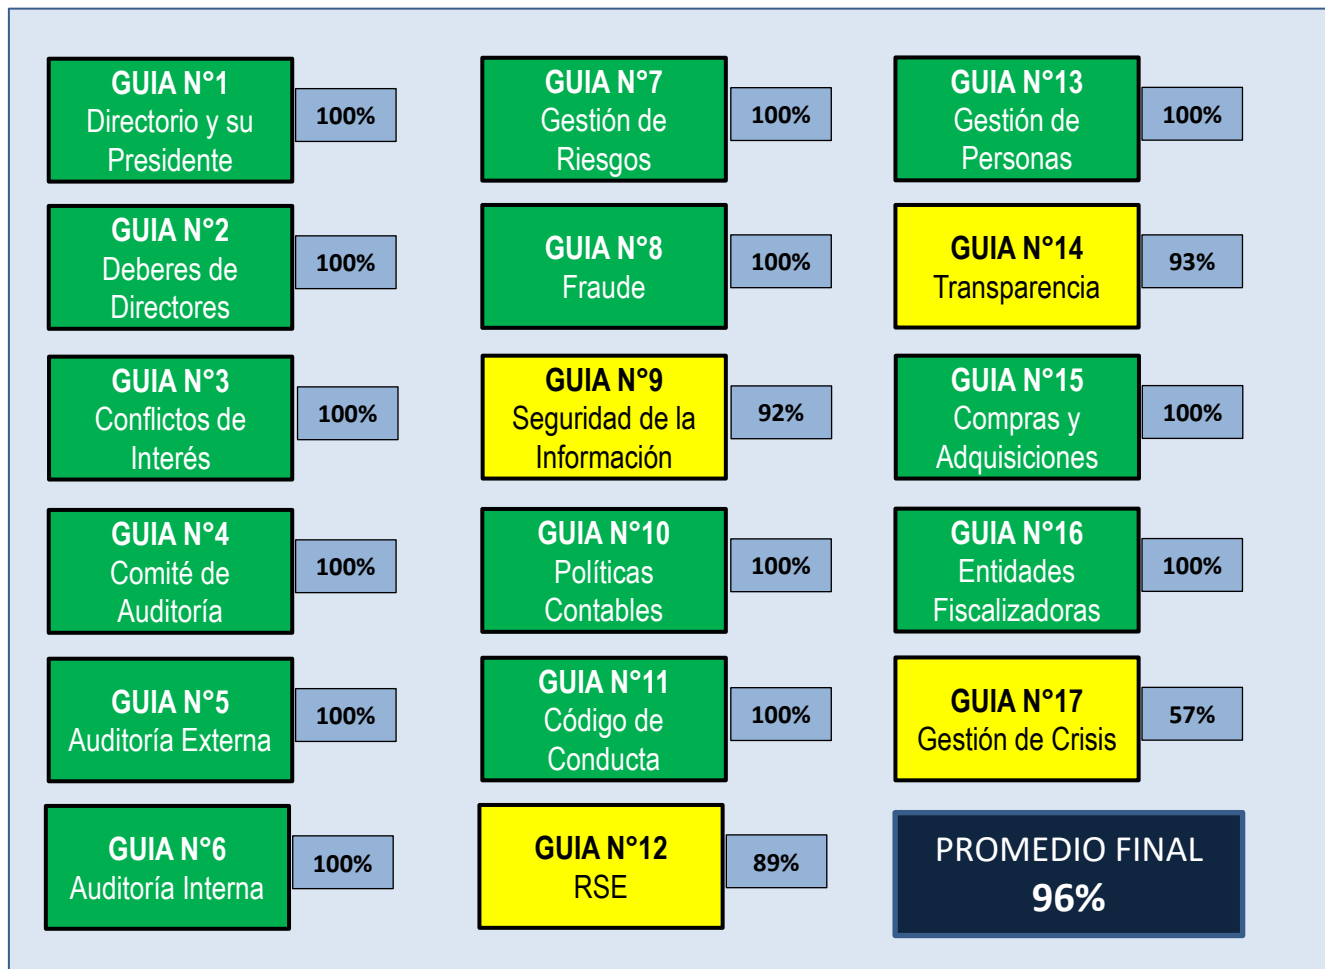 GUIA N°1
Directorio y su
Presidente
100%
GUIA N°2
Deberes de
Directores
100%
GUIA N°3
Conflictos de
Interés
100%
GUIA N°4
Comité de
Auditoría
100%
GUIA N°5
Auditoría Externa
100%
GUIA N°6
Auditoría Interna
100%
GUIA N°7
Gestión de
Riesgos
100%
GUIA N°8
Fraude
100%
GUIA N°9
Seguridad de la
Información
92%
GUIA N°10
Políticas
Contables
100%
GUIA N°11
Código de
Conducta
100%
GUIA N°12
RSE
89%
GUIA N°13
Gestión de
Personas
100%
GUIA N°14
Transparencia
93%
GUIA N°15
Compras y
Adquisiciones
100%
GUIA N°16
Entidades
Fiscalizadoras
100%
GUIA N°17
Gestión de Crisis
57%
PROMEDIO FINAL
96%